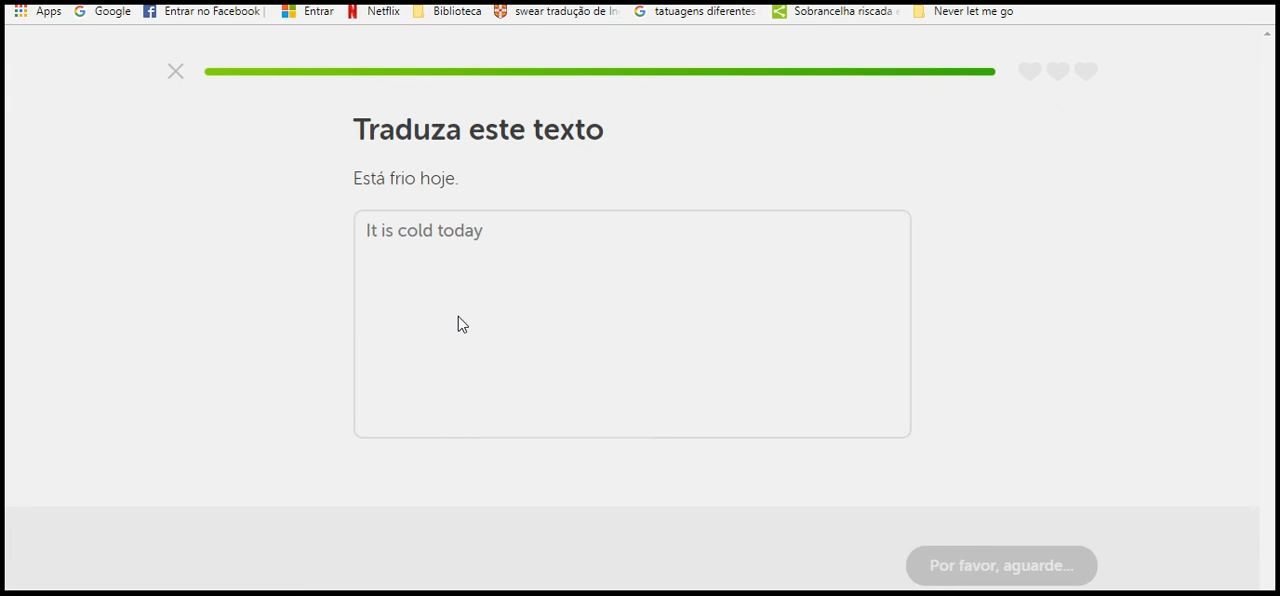 Apps Google Entrar no Facebook Entrar Netflix Biblioteca swear tradução de In tatuagens diferentes Sobrancelha riscada Never let me go
Traduza este texto
Está frio hoje.
It is cold today
Por favor, aguarde...